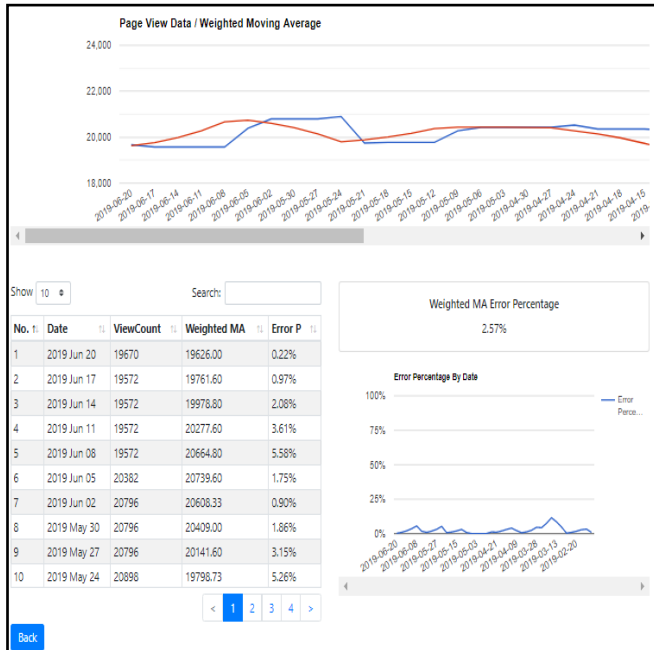 Page View Data / Weighted Moving Average
24,000
22,000
20,000
18,000
2019-06-20 2019-06-17 2019-06-14 2019-06-11 2019-06-08 2019-06-05 2019-06-02 2019-05-30 2019-05-27 2019-05-24 2019-05-21 2019-05-18 2019-05-15 2019-05-12 2019-05-09 2019-05-06 2019-05-03 2019-04-30 2019-04-27 2019-04-24 2019-04-21 2019-04-18 2019-04-15 2019-
Show 10 Search:
No. Date ViewCount Weighted MA Error P
1 2019 Jun 20 19670 19626.00 0.22%
2 2019 Jun 17 19572 19761.60 0.97%
3 2019 Jun 14 19572 19978.80 2.08%
4 2019 Jun 11 19572 20277.60 3.61%
5 2019 Jun 08 19572 20664.80 5.58%
6 2019 Jun 05 20382 20739.60 1.75%
7 2019 Jun 02 20796 20608.33 0.90%
8 2019 May 30 20796 20409.00 1.86%
9 2019 May 27 20796 20141.60 3.15%
10 2019 May 24 20898 19798.73 5.26%
< 1 2 3 4 >
Back
Weighted MA Error Percentage
2.57%
Error Percentage By Date
100%
75%
50%
25%
0%
Error
Perce...
2019-06-20 2019-06-08 2019-05-27 2019-05-15 2019-05-03 2019-04-21 2019-04-09 2019-03-28 2019-03-13 2019-02-20